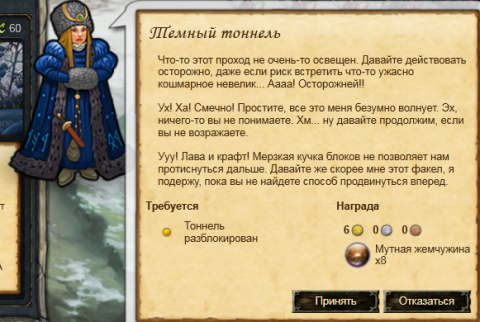 60
Темный тоннель
Что-то этот проход не очень-то освещен. Давайте действовать
осторожно, даже если риск встретить что-то ужасно
кошмарное невелик... Аааа! Осторожней!!
Ух! Ха! Смечно! Простите, все это меня безумно волнует. Эх,
ничего-то вы не понимаете. Хм... ну давайте продолжим, если
вы не возражаете.
Ууу! Лава и крафт! Мерзкая кучка блоков не позволяет нам
протиснуться дальше. Давайте же скорее мне этот факел, я
подержу, пока вы не найдете способ продвинуться вперед.
Требуется
Награда
Тоннель
разблокирован
6 0 0
Мутная жемчужина
x8
Принять
Отказаться